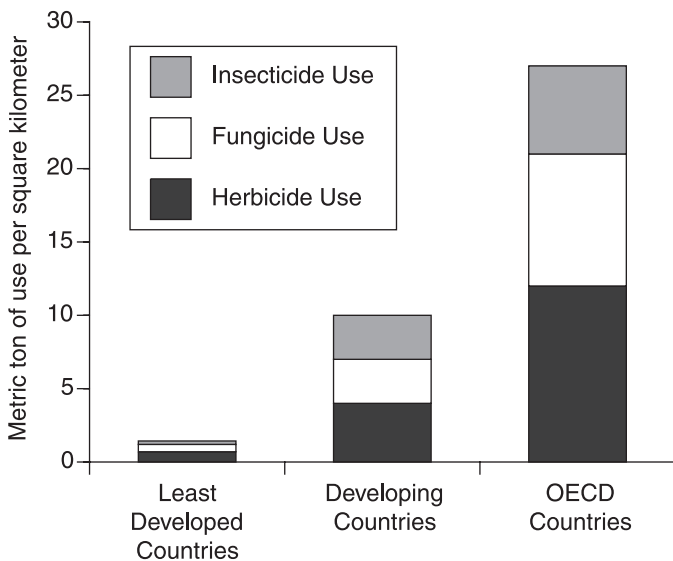 Metric ton of use per square kilometer
30
25
20
15
10
5
0
Insecticide Use
Fungicide Use
Herbicide Use
Least
Developed
Countries
Developing
Countries
OECD
Countries